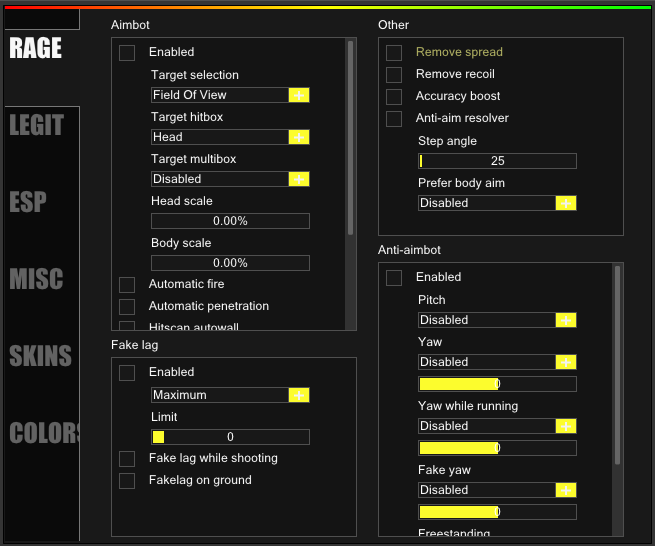 RAGE
LEGIT
ESP
MISC
SKINS
COLORS
Aimbot
Enabled
Target selection
Field Of View
Target hitbox
Head
Target multibox
Disabled
Head scale
0.00%
Body scale
0.00%
Automatic fire
Automatic penetration
Hitscan autowall
Fake lag
Enabled
Maximum
Limit
0
Fake lag while shooting
Fakelag on ground
Other
Remove spread
Remove recoil
Accuracy boost
Anti-aim resolver
Step angle
25
Prefer body aim
Disabled
Anti-aimbot
Enabled
Pitch
Disabled
Yaw
Disabled
0
Yaw while running
Disabled
0
Fake yaw
Disabled
0
Freestanding